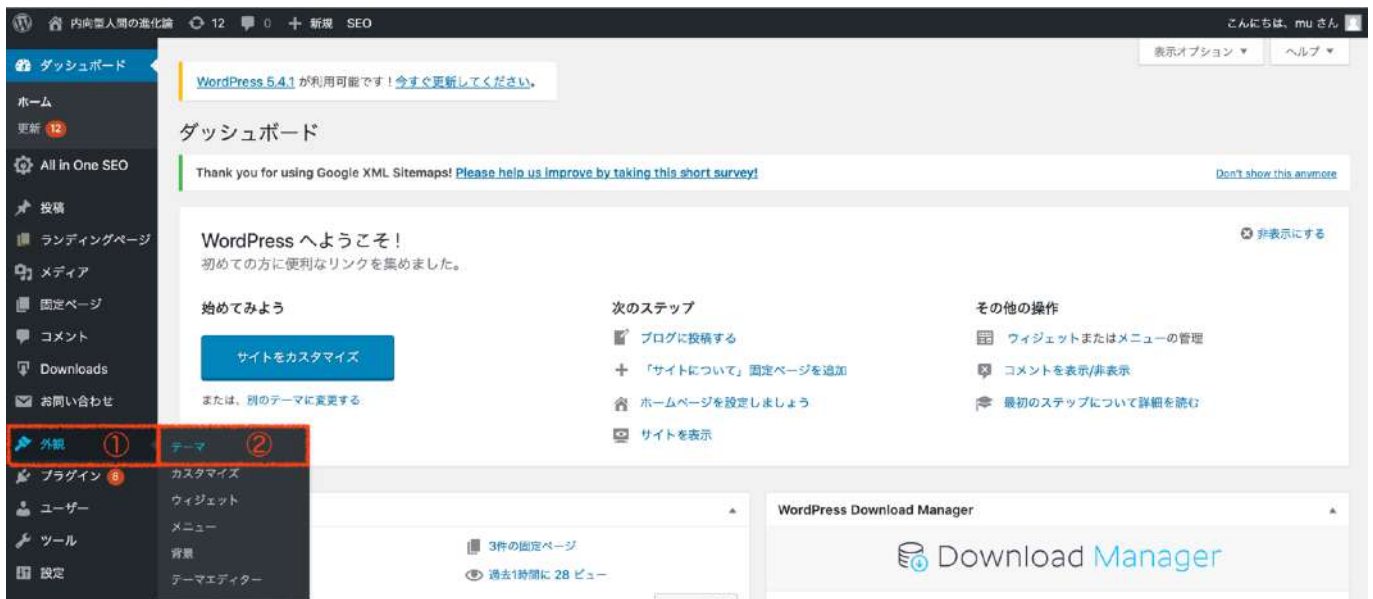 内向型人間の進化論 12 0 新規 SEO こんにちは、mu さん
ダッシュボード
ホーム
更新 12
All in One SEO
投稿
ランディングページ
メディア
固定ページ
コメント
Downloads
お問い合わせ
外観 ①
プラグイン 6
ユーザー
ツール
設定
テーマ ②
カスタマイズ
ウィジェット
メニュー
背景
テーマエディター
表示オプション ▼ ヘルプ ▼
WordPress 5.4.1 が利用可能です ! 今すぐ更新してください。
ダッシュボード
Thank you for using Google XML Sitemaps! Please help us improve by taking this short survey! Don't show this anymore
WordPress へようこそ !
非表示にする
初めての方に便利なリンクを集めました。
始めてみよう
サイトをカスタマイズ
または、別のテーマに変更する
次のステップ
ブログに投稿する
「サイトについて」固定ページを追加
ホームページを設定しましょう
サイトを表示
その他の操作
ウィジェットまたはメニューの管理
コメントを表示/非表示
最初のステップについて詳細を読む
3件の固定ページ
過去1時間に 28 ビュー
WordPress Download Manager
Download Manager